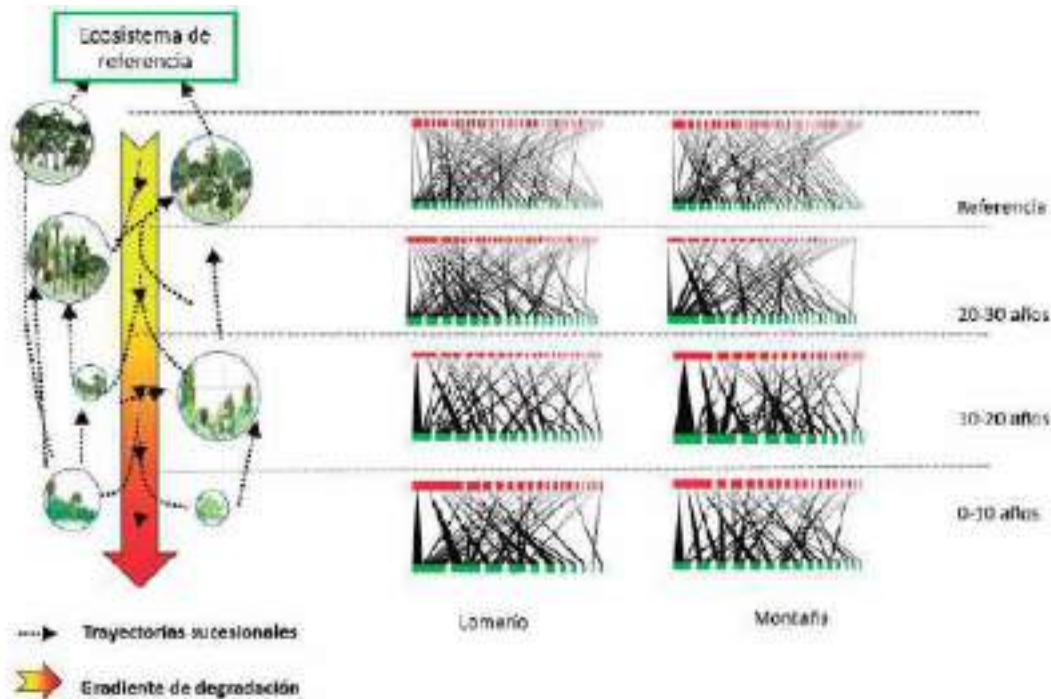 Ecosistema de
referencia
Referencia
20-30 años
10-20 años
0-10 años
Lomerío
Montaña
Trayectorias sucesionales
Gradiente de degradación